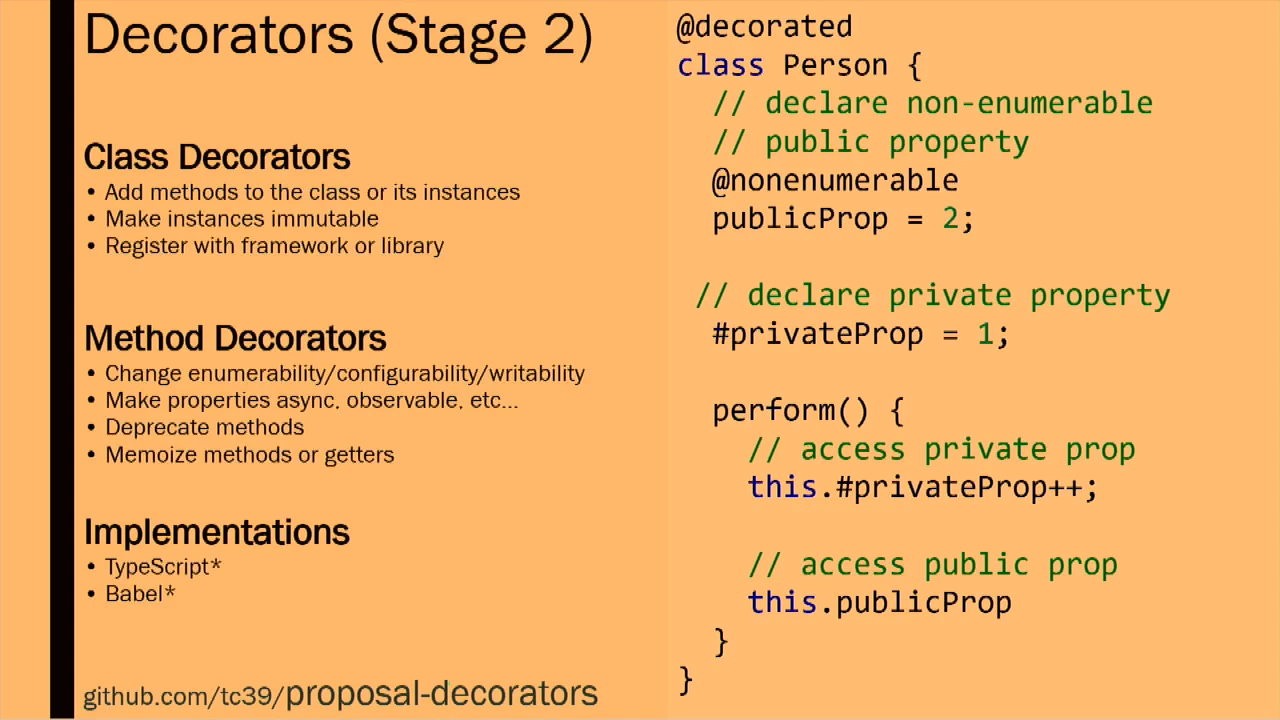 Decorators (Stage 2)
Class Decorators
• Add methods to the class or its instances
• Make instances immutable
• Register with framework or library
Method Decorators
• Change enumerability/configurability/writability
• Make properties async, observable, etc...
• Deprecate methods
• Memoize methods or getters
Implementations
• TypeScript*
• Babel*
github.com/tc39/proposal-decorators
@decorated
class Person {
// declare non-enumerable
// public property
@nonenumerable
publicProp = 2;
// declare private property
#privateProp = 1;
perform() {
// access private prop
this.#privateProp++;
// access public prop
this.publicProp
}
}